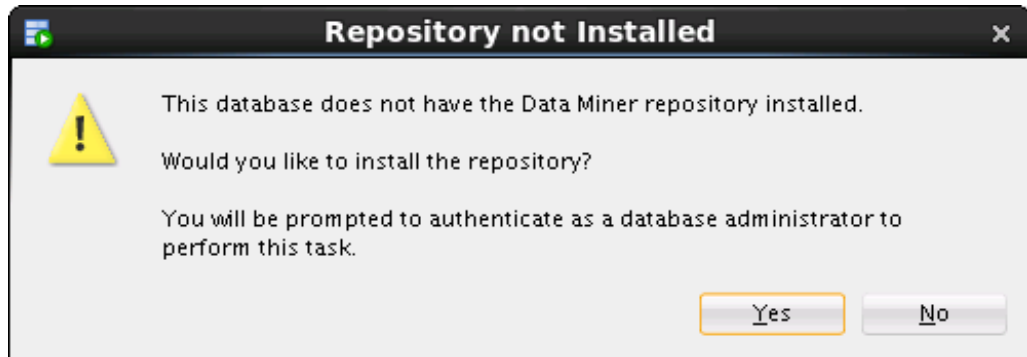 Repository not Installed
This database does not have the Data Miner repository installed.
Would you like to install the repository?
You will be prompted to authenticate as a database administrator to
perform this task.
Yes
No